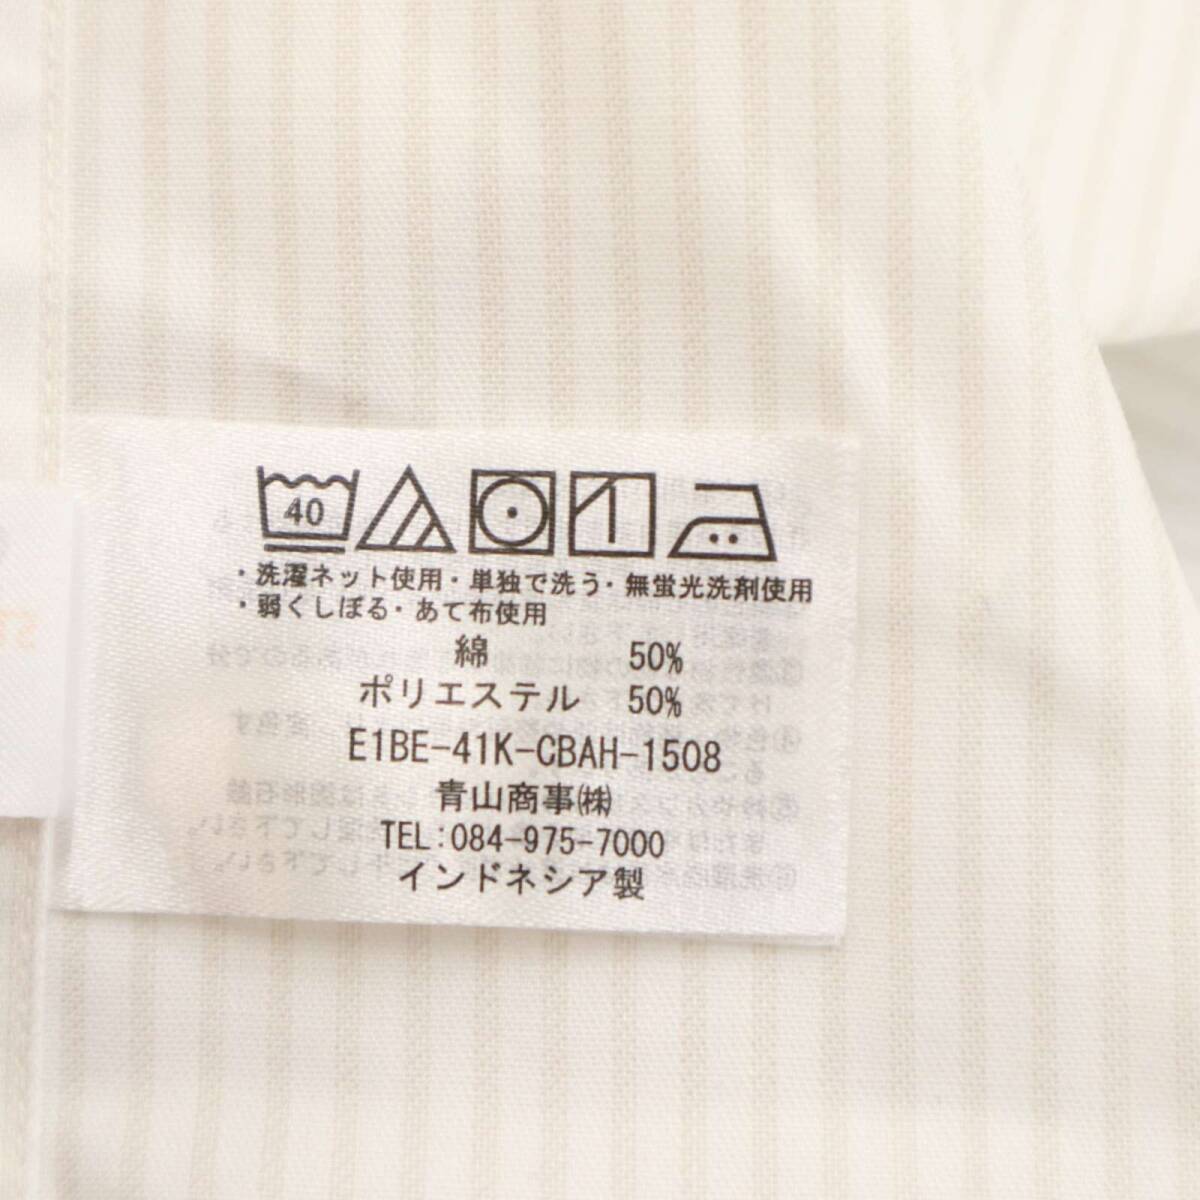 40
・洗濯ネット使用・単独で洗う・無蛍光洗剤使用
・弱くしぼる・あて布使用
綿 50%
ポリエステル 50%
E1BE-41K-CBAH-1508
青山商事㈱
TEL:084-975-7000
インドネシア製